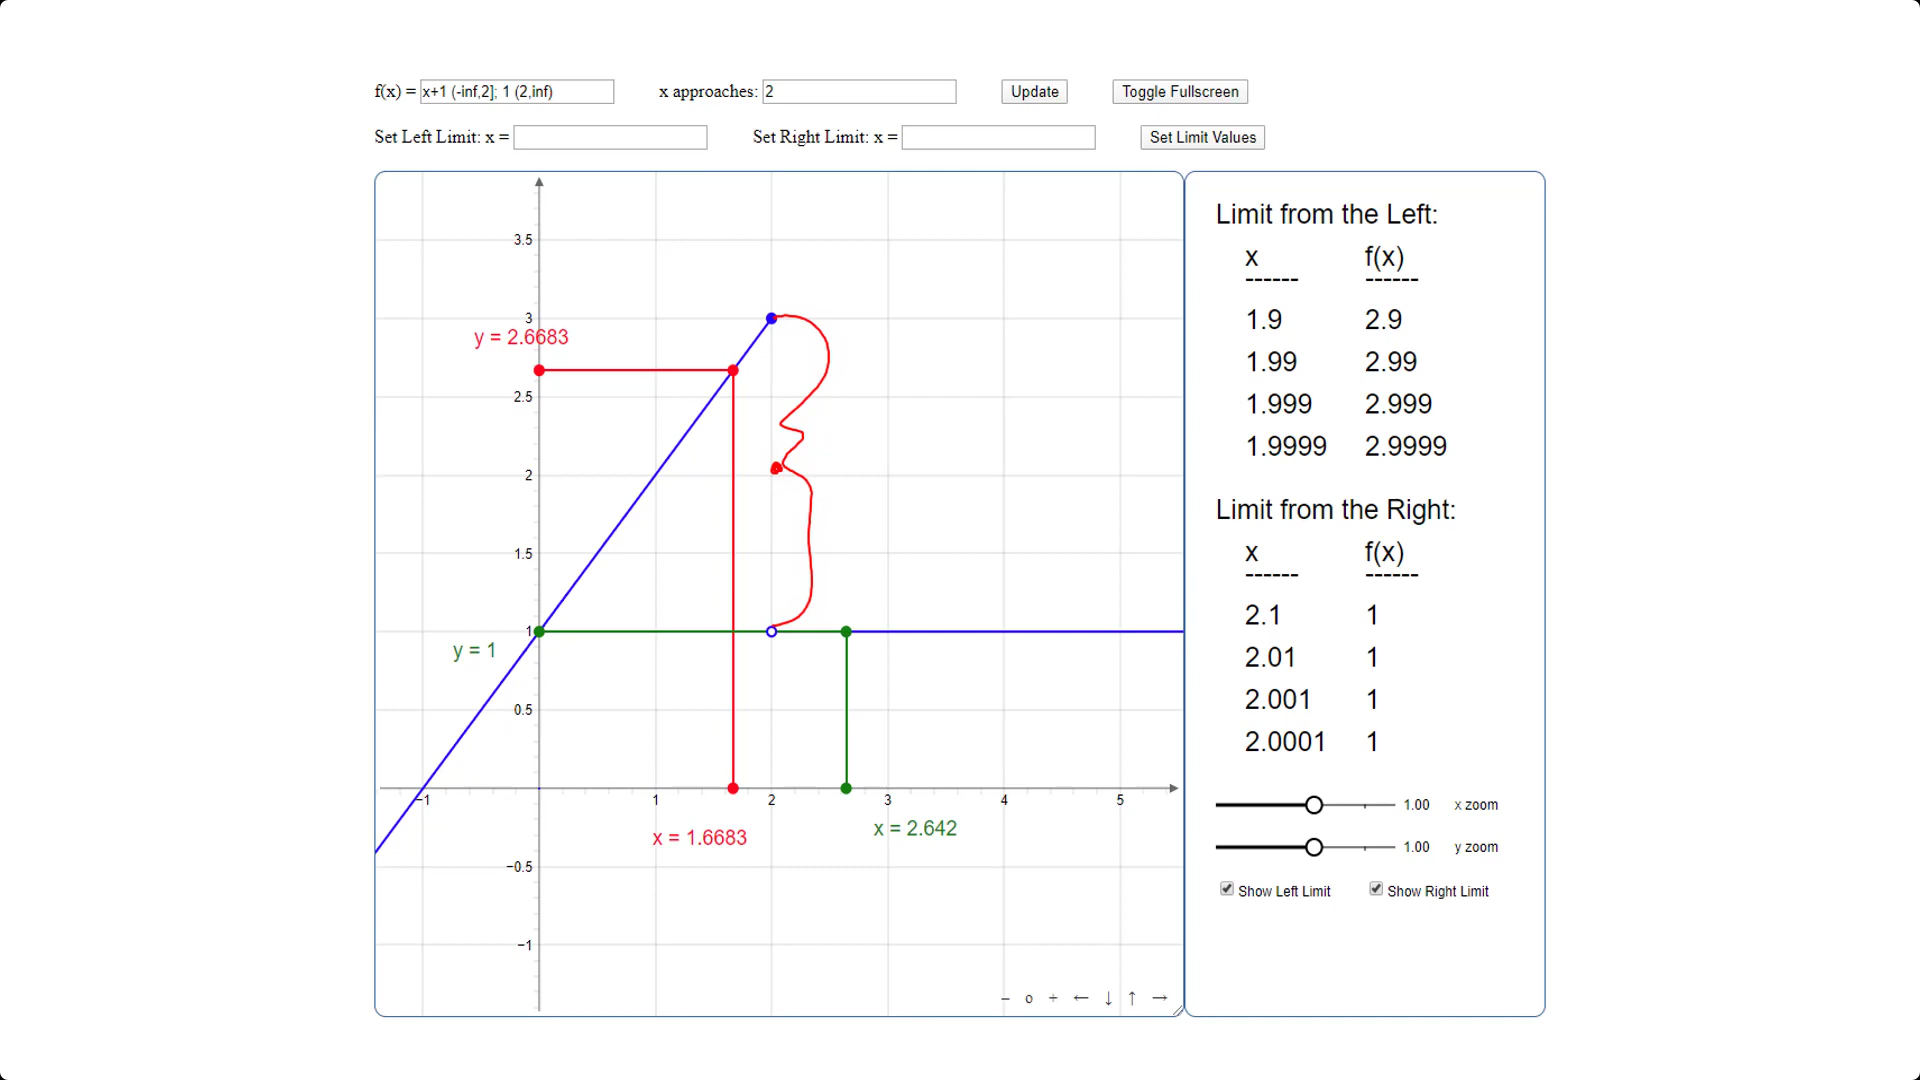 f(x) = x+1 (-inf,2]; 1 (2,inf) x approaches: 2 Update Toggle Fullscreen
Set Left Limit: x = Set Right Limit: x = Set Limit Values
3.5
3
y = 2.6683
2.5
2
1.5
1
y = 1
0.5
−1 1 2 3 4 5
x = 1.6683 x = 2.642
−0.5
−1
− o + ← ↓ ↑ →
Limit from the Left:
x f(x)
------ ------
1.9 2.9
1.99 2.99
1.999 2.999
1.9999 2.9999
Limit from the Right:
x f(x)
------ ------
2.1 1
2.01 1
2.001 1
2.0001 1
1.00 x zoom
1.00 y zoom
Show Left Limit Show Right Limit